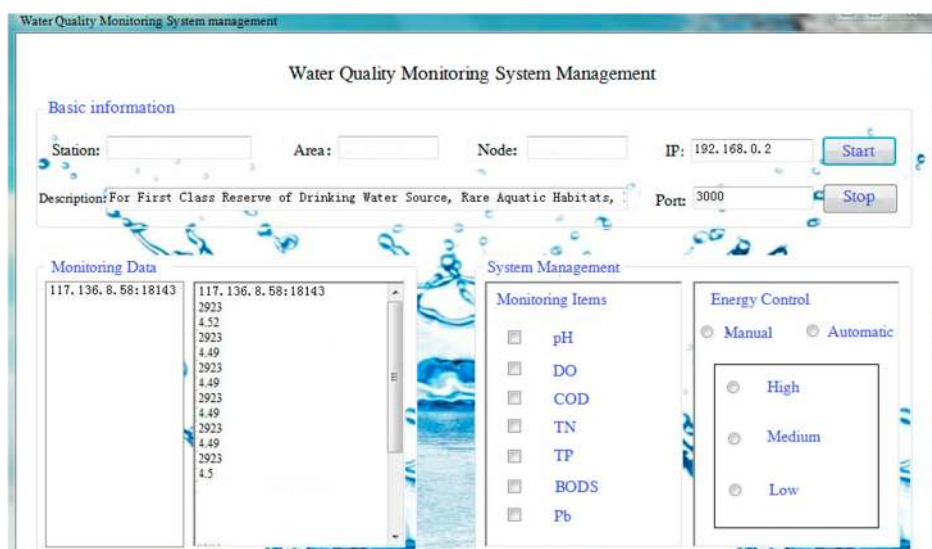 Water Quality Monitoring System management
Water Quality Monitoring System Management
Basic information
Station: Area: Node: IP: 192.168.0.2 Start
Description: For First Class Reserve of Drinking Water Source, Rare Aquatic Habitats, Port: 3000 Stop
Monitoring Data
117.136.8.58:18143
117.136.8.58:18143
2923
4.52
2923
4.49
2923
4.49
2923
4.49
2923
4.49
2923
4.5
System Management
Monitoring Items
pH
DO
COD
TN
TP
BODS
Pb
Energy Control
Manual Automatic
High
Medium
Low